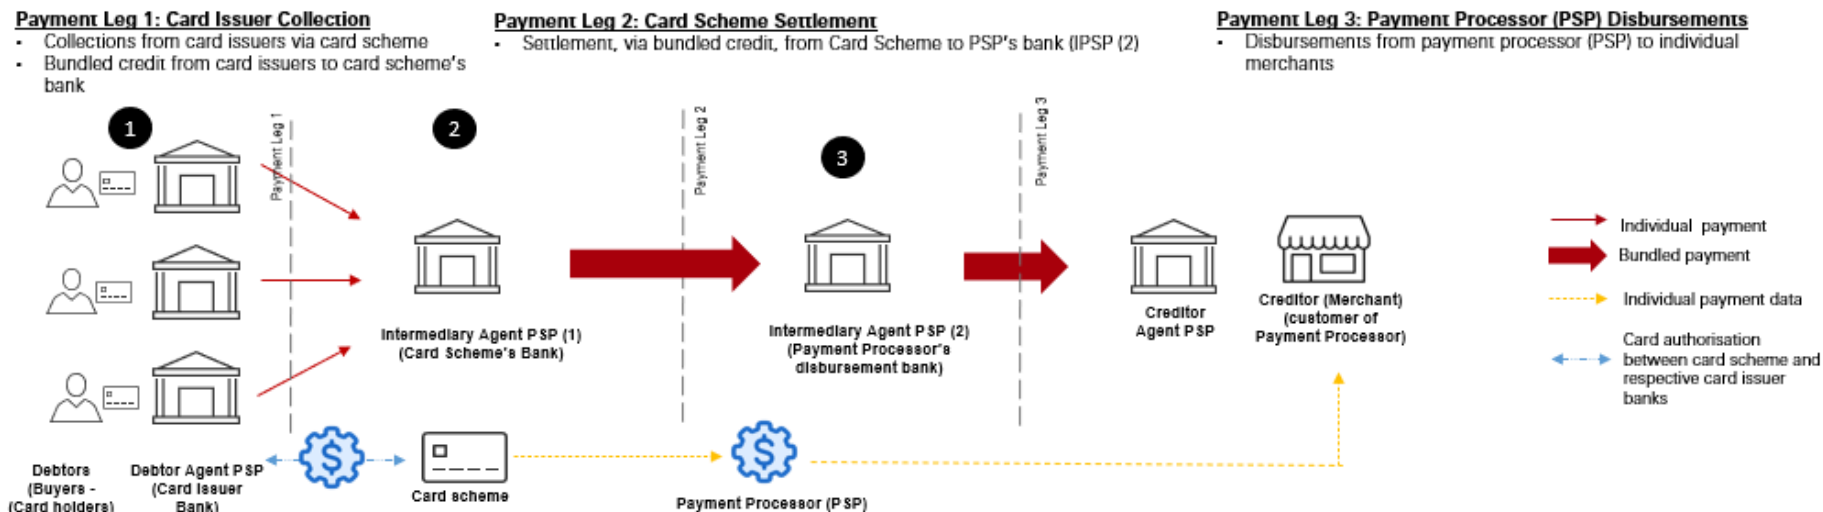 Payment Leg 1: Card Issuer Collection
- Collections from card issuers via card scheme
- Bundled credit from card issuers to card scheme's
bank
Payment Leg 2: Card Scheme Settlement
- Settlement, via bundled credit, from Card Scheme to PSP's bank (IPSP (2)
Payment Leg 3: Payment Processor (PSP) Disbursements
- Disbursements from payment processor (PSP) to individual
merchants
1
Payment Leg 1
2
Payment Leg 2
3
Payment Leg 3
Intermediary Agent PSP (1)
(Card Scheme's Bank)
Intermediary Agent PSP (2)
(Payment Processor's
disbursement bank)
Creditor
Agent PSP
Creditor (Merchant)
(customer of
Payment Processor)
Individual payment
Bundled payment
Individual payment data
Card authorisation
between card scheme and
respective card issuer
banks
Debtors
(Buyers -
(Card holders)
Debtor Agent PSP
(Card Issuer
Bank)
$
Card scheme
$
Payment Processor (PSP)